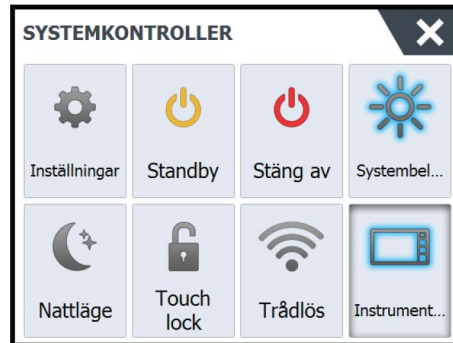 SYSTEMKONTROLLER
Inställningar
Standby
Stäng av
Systembel...
Nattläge
Touch
lock
Trådlös
Instrument...